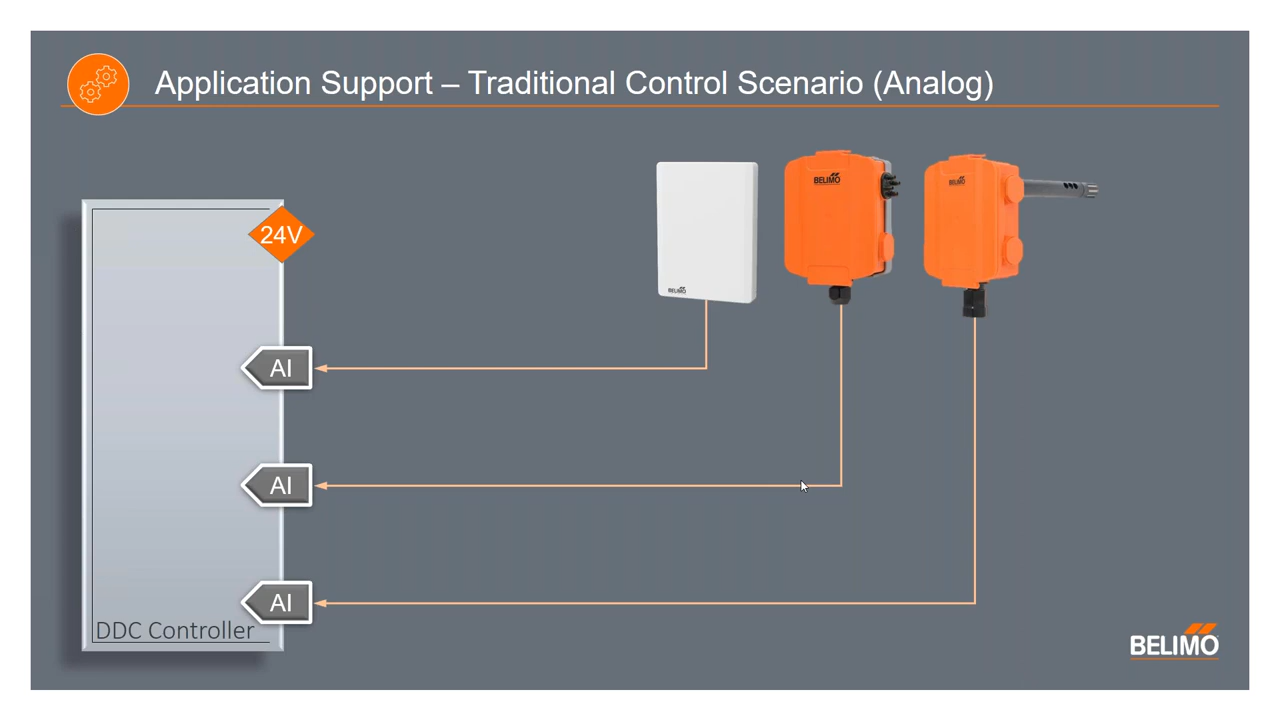 Application Support – Traditional Control Scenario (Analog)
BELIMO
BELIMO
24V
BELIMO
AI
AI
AI
DDC Controller
BELIMO